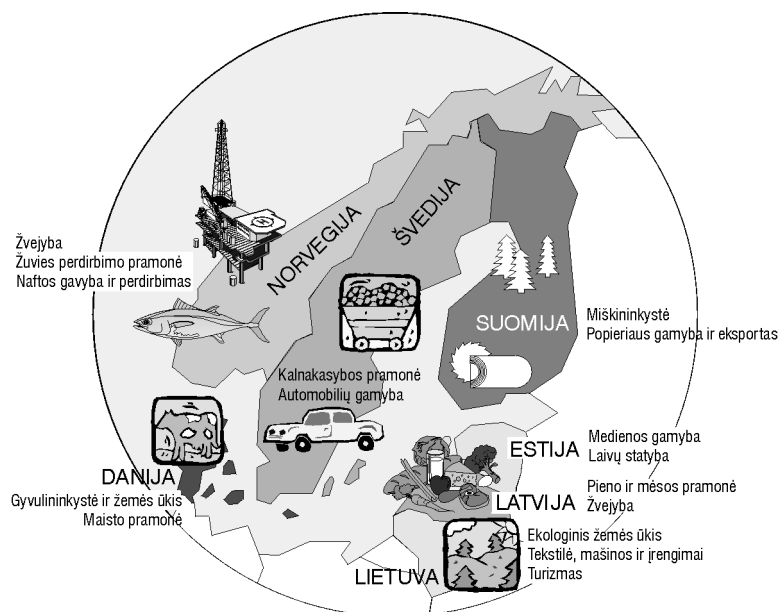 NORVEGIJA
ŠVEDIJA
Žvejyba
Žuvies perdirbimo pramonė
Naftos gavyba ir perdirbimas
H
SUOMIJA
Miškininkystė
Popieriaus gamyba ir eksportas
Kalnakasybos pramonė
Automobilių gamyba
ESTIJA
Medienos gamyba
Laivų statyba
DANIJA
Gyvulininkystė ir žemės ūkis
Maisto pramonė
LATVIJA
Pieno ir mėsos pramonė
Žvejyba
Ekologinis žemės ūkis
Tekstilė, mašinos ir įrengimai
Turizmas
LIETUVA